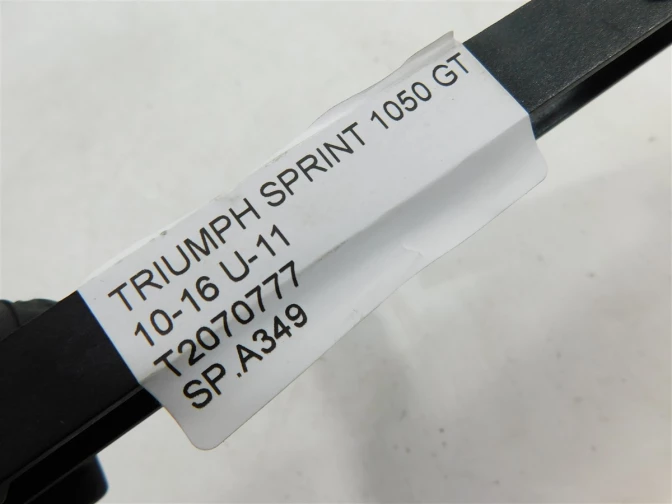 TRIUMPH SPRINT 1050 GT
10-16 U-11
T2070777
SP.A349